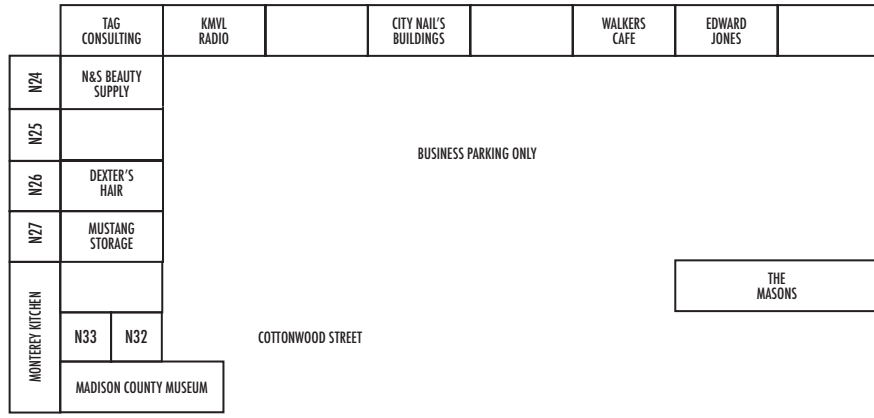 TAG
CONSULTING
KMVL
RADIO
CITY NAIL'S
BUILDINGS
WALKERS
CAFE
EDWARD
JONES
N24
N&S BEAUTY
SUPPLY
N25
BUSINESS PARKING ONLY
N26
DEXTER'S
HAIR
N27
MUSTANG
STORAGE
THE
MASONS
MONTEREY KITCHEN
N33
N32
COTTONWOOD STREET
MADISON COUNTY MUSEUM